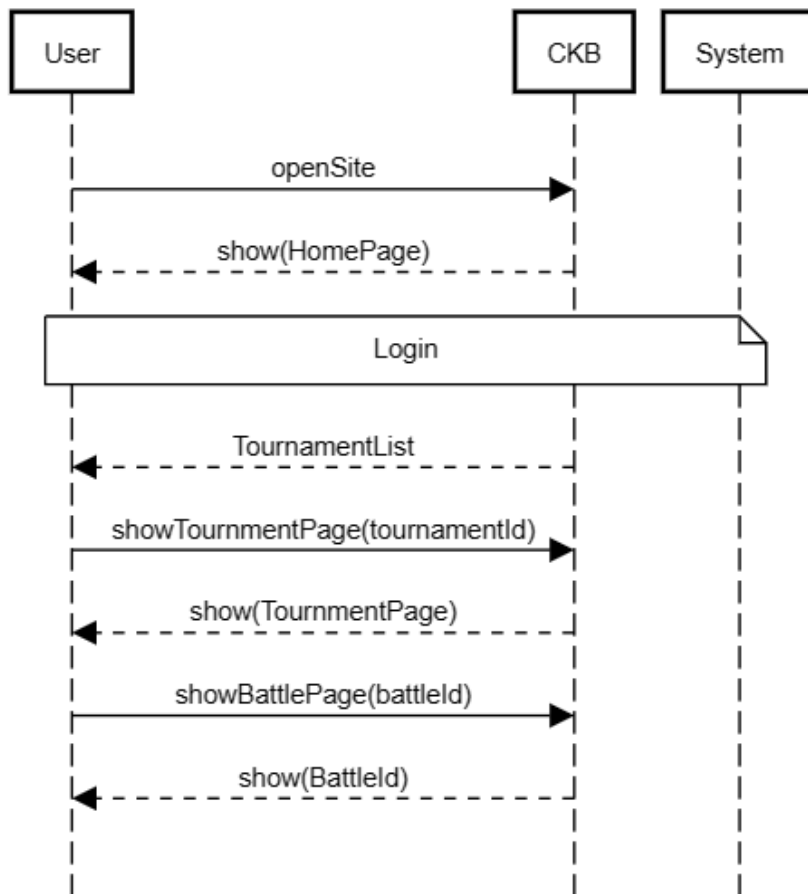 User
CKB
System
openSite
show(HomePage)
Login
TournamentList
showTournmentPage(tournamentId)
show(TournmentPage)
showBattlePage(battleId)
show(BattleId)